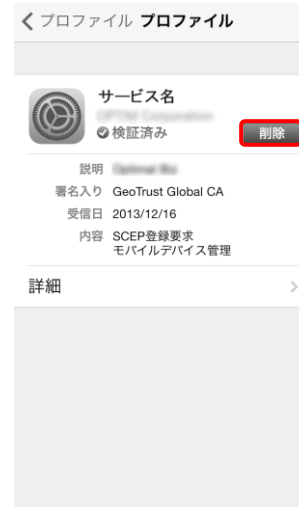 プロファイル プロファイル
サービス名
検証済み
削除
説明
署名入り GeoTrust Global CA
受信日 2013/12/16
内容 SCEP登録要求
モバイルデバイス管理
詳細